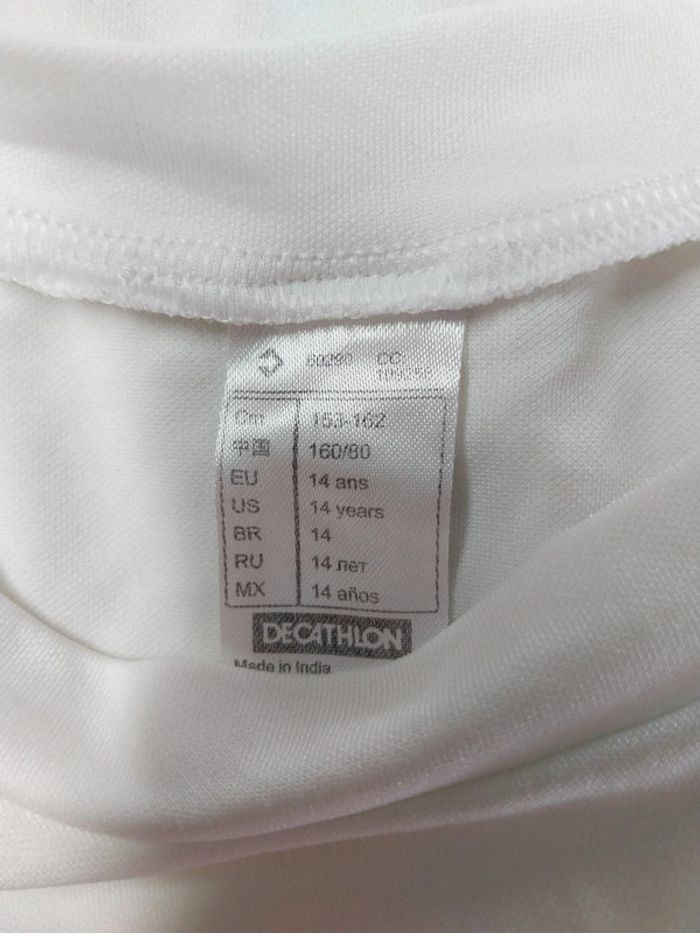 CC:
Cm 153-162
中国 160/80
EU 14 ans
US 14 years
BR 14
RU 14 лет
MX 14 años
DECATHLON
Made in India